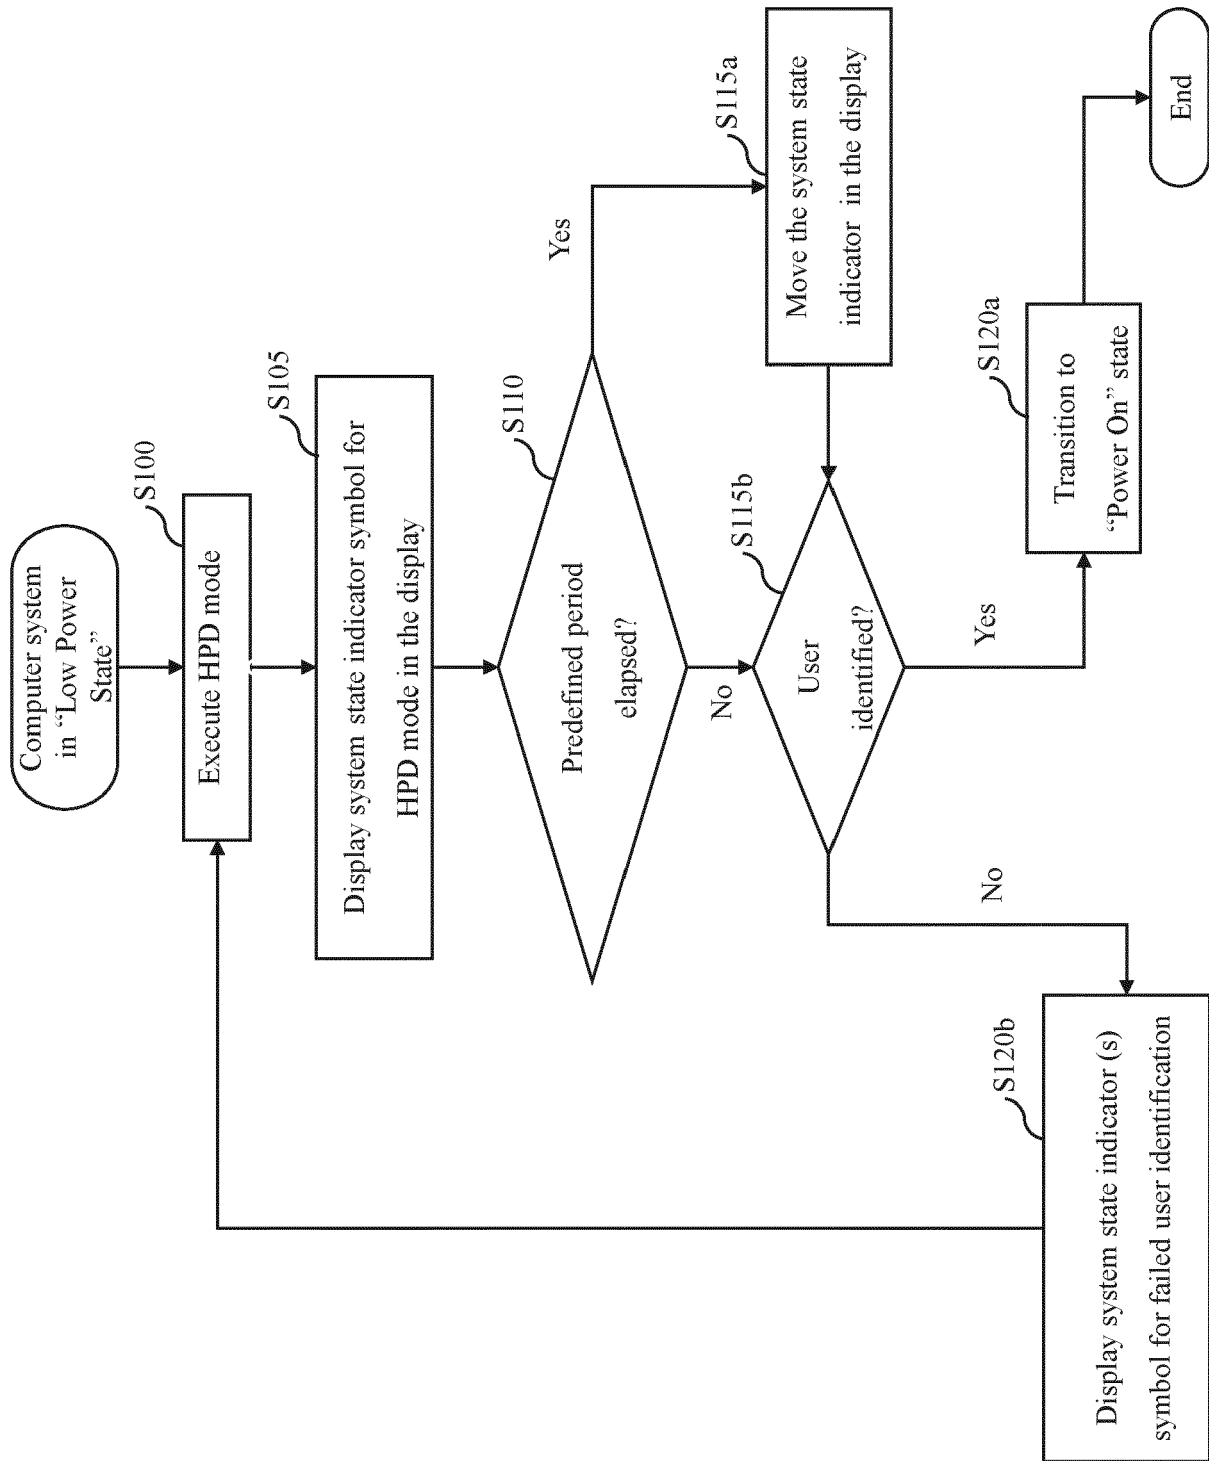 Computer system
in “Low Power
State”
S100
Execute HPD mode
S105
Display system state indicator symbol for
HPD mode in the display
S110
Predefined period
elapsed?
Yes
No
S115a
Move the system state
indicator in the display
S115b
User
identified?
Yes
No
S120a
Transition to
“Power On” state
S120b
Display system state indicator (s)
symbol for failed user identification
End